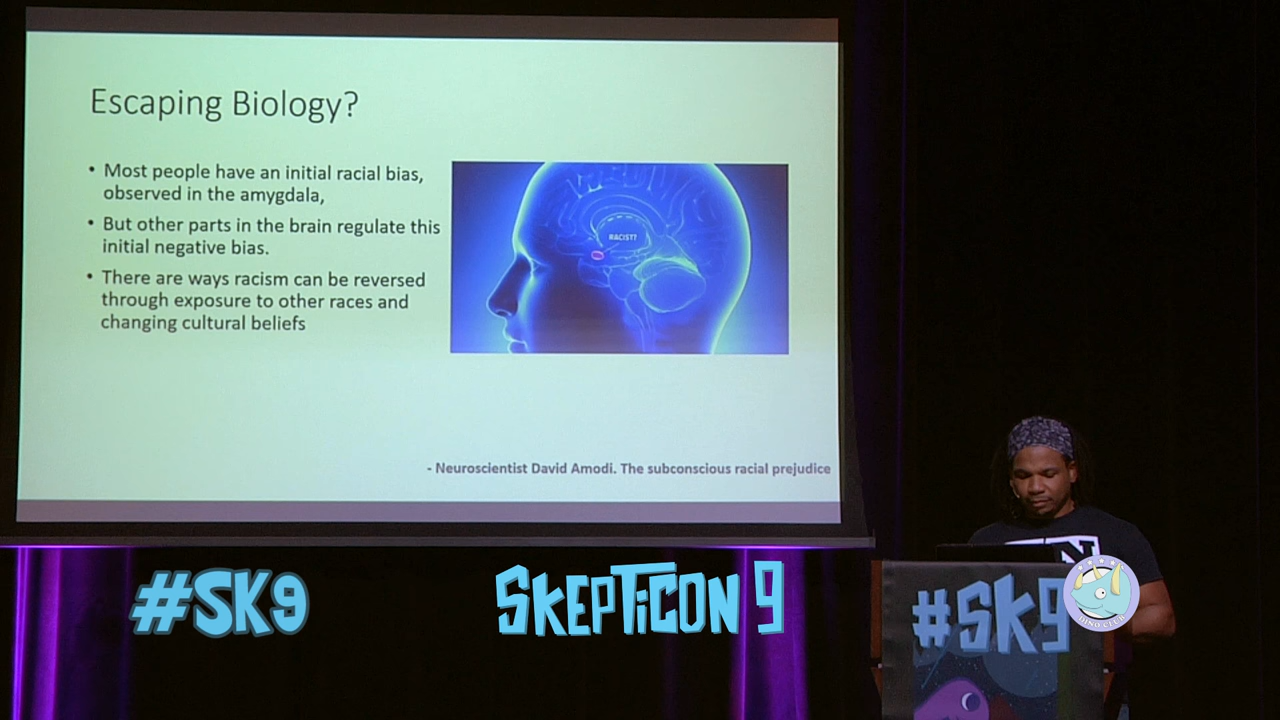 Escaping Biology?
• Most people have an initial racial bias,
observed in the amygdala,
• But other parts in the brain regulate this
initial negative bias.
• There are ways racism can be reversed
through exposure to other races and
changing cultural beliefs
RACIST?
- Neuroscientist David Amodi. The subconscious racial prejudice
#SK9
SKEPTICON 9
#SK9
DINO CLUB
N